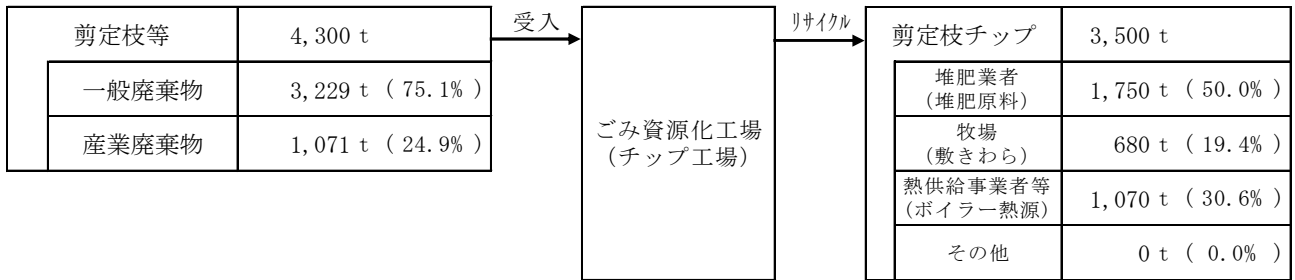 剪定枝等 4,300 t
一般廃棄物 3,229 t ( 75.1% )
産業廃棄物 1,071 t ( 24.9% )
受入
ごみ資源化工場
(チップ工場)
リサイクル
剪定枝チップ 3,500 t
堆肥業者
(堆肥原料)
1,750 t ( 50.0% )
牧場
(敷きわら)
680 t ( 19.4% )
熱供給事業者等
(ボイラー熱源)
1,070 t ( 30.6% )
その他 0 t ( 0.0% )